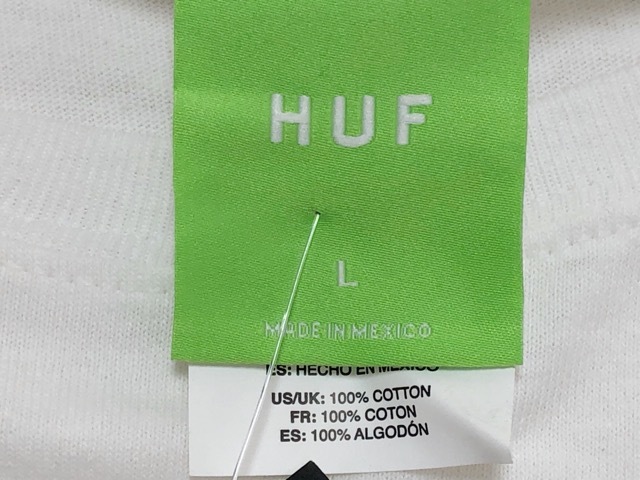 HUF
L
MADE IN MEXICO
ES: HECHO EN MEXICO
US/UK: 100% COTTON
FR: 100% COTON
ES: 100% ALGODÓN